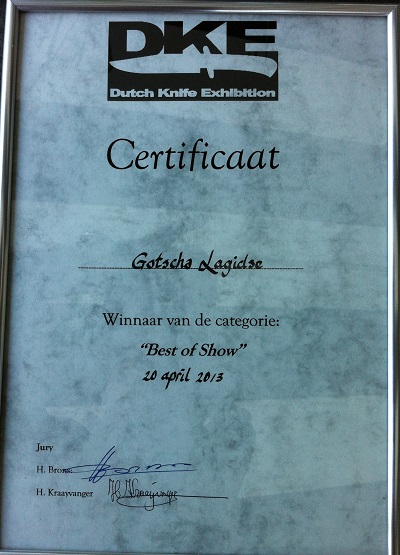 DKE
Dutch Knife Exhibition
Certificaat
Gotscha Lagidse
Winnaar van de categorie:
"Best of Show"
20 april 2013
Jury
H. Brons:
H. Kraayvanger